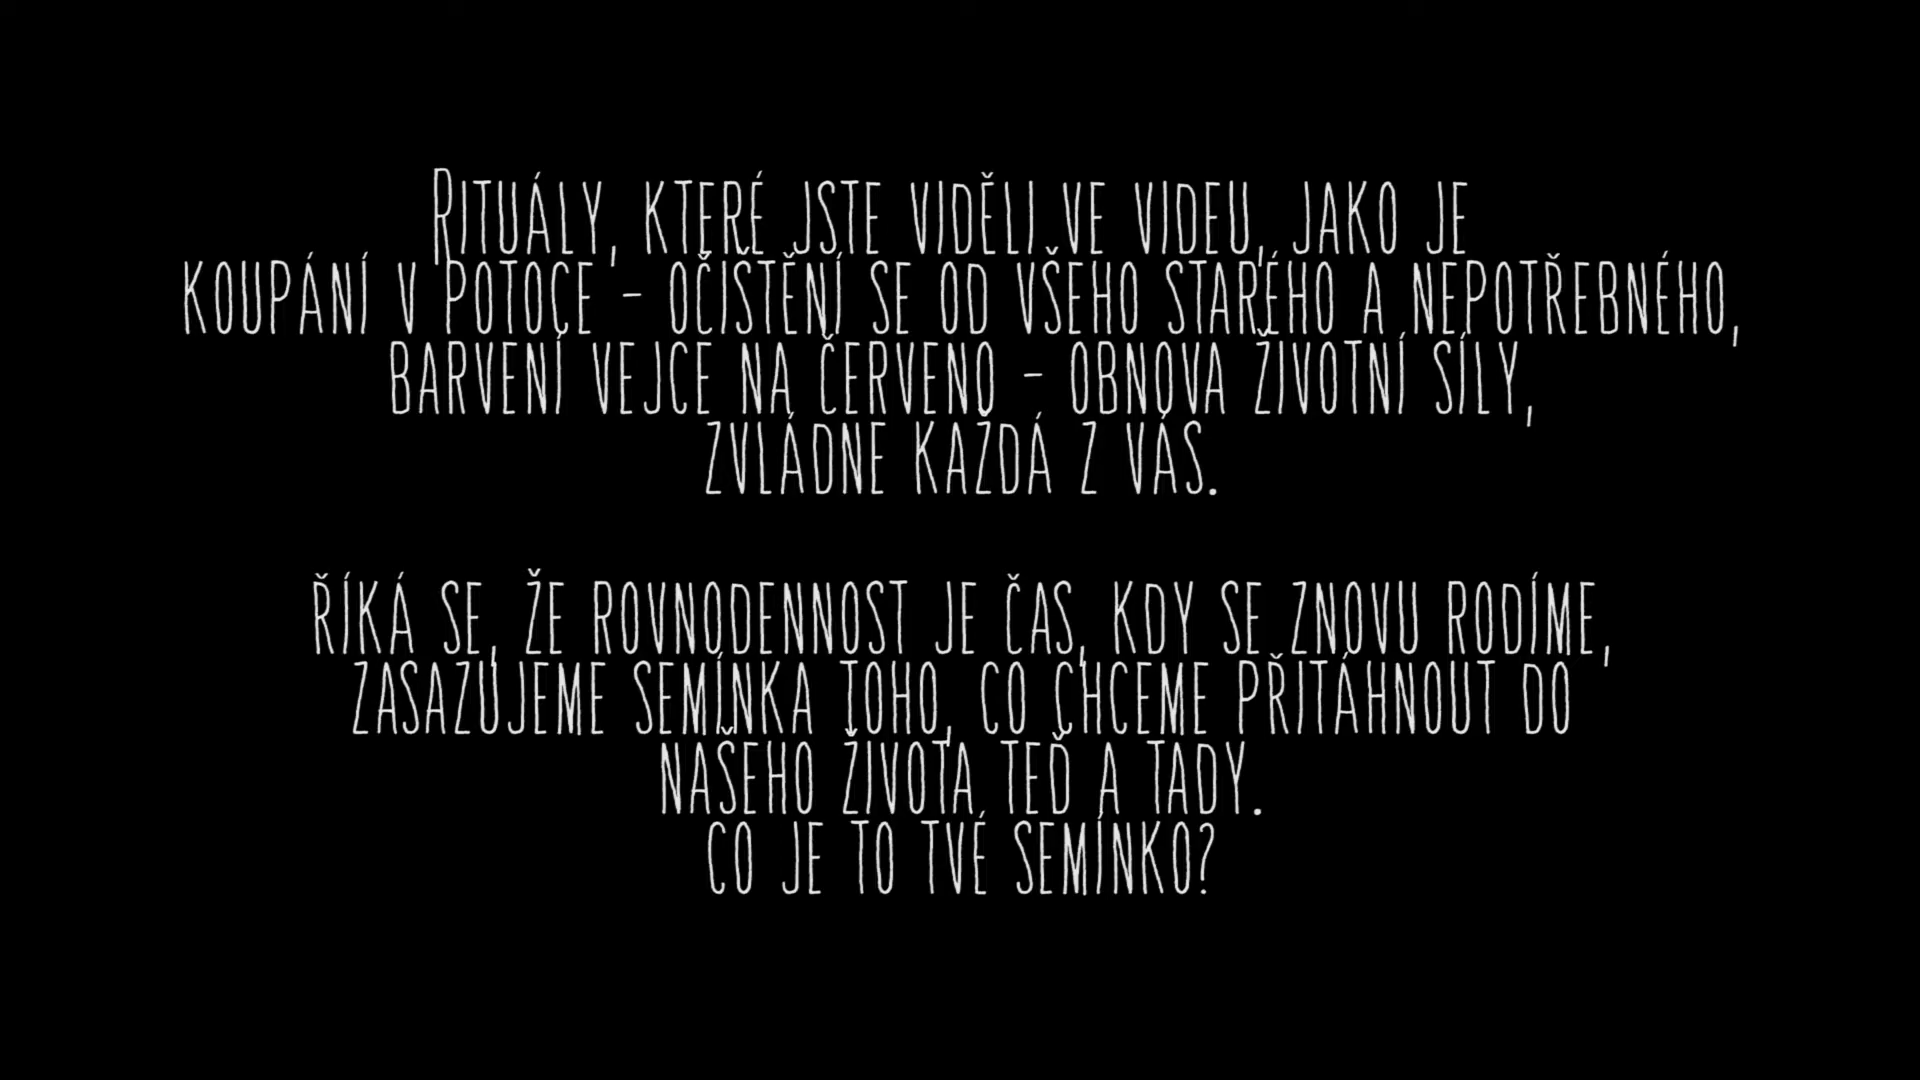 Rituály, které jste viděli ve videu, jako je
koupání v potoce - očištění se od všeho starého a nepotřebného,
barvení vejce na červeno - obnova životní síly,
zvládne každá z vás.
říká se, že rovnodennost je čas, kdy se znovu rodíme,
zasazujeme semínka toho, co chceme přitáhnout do
našeho života teď a tady.
co je to tvé semínko?